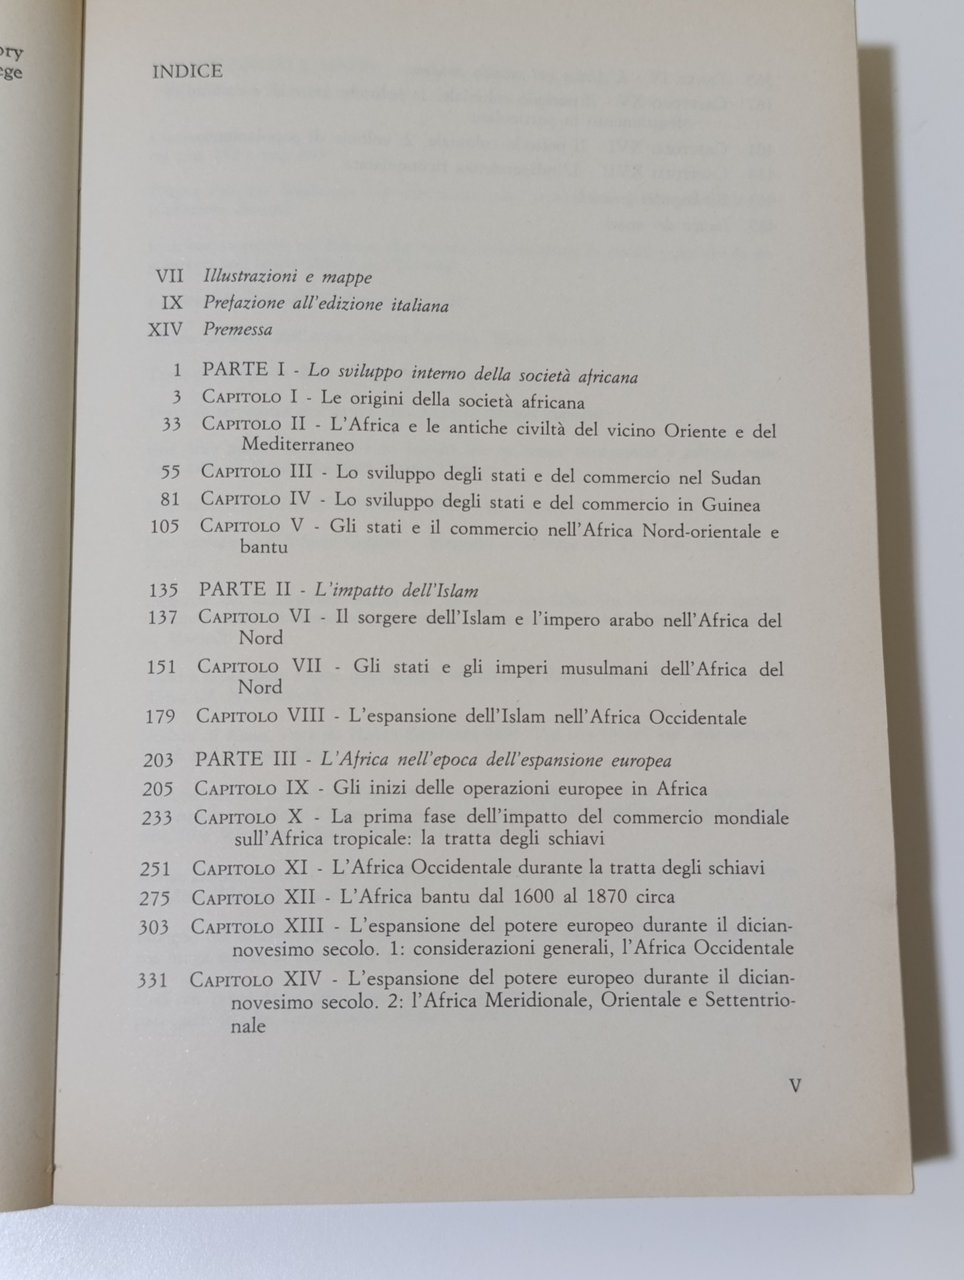 ory
ege
INDICE
VII Illustrazioni e mappe
IX Prefazione all'edizione italiana
XIV Premessa
1 PARTE I - Lo sviluppo interno della società africana
3 CAPITOLO I - Le origini della società africana
33 CAPITOLO II - L'Africa e le antiche civiltà del vicino Oriente e del
Mediterraneo
55 CAPITOLO III - Lo sviluppo degli stati e del commercio nel Sudan
81 CAPITOLO IV - Lo sviluppo degli stati e del commercio in Guinea
105 CAPITOLO V - Gli stati e il commercio nell'Africa Nord-orientale e
bantu
135 PARTE II - L'impatto dell'Islam
137 CAPITOLO VI - Il sorgere dell'Islam e l'impero arabo nell'Africa del
Nord
151 CAPITOLO VII - Gli stati e gli imperi musulmani dell'Africa del
Nord
179 CAPITOLO VIII - L'espansione dell'Islam nell'Africa Occidentale
203 PARTE III - L'Africa nell'epoca dell'espansione europea
205 CAPITOLO IX - Gli inizi delle operazioni europee in Africa
233 CAPITOLO X - La prima fase dell'impatto del commercio mondiale
sull'Africa tropicale: la tratta degli schiavi
251 CAPITOLO XI - L'Africa Occidentale durante la tratta degli schiavi
275 CAPITOLO XII - L'Africa bantu dal 1600 al 1870 circa
303 CAPITOLO XIII - L'espansione del potere europeo durante il dician-
novesimo secolo. 1: considerazioni generali, l'Africa Occidentale
331 CAPITOLO XIV - L'espansione del potere europeo durante il dician-
novesimo secolo. 2: l'Africa Meridionale, Orientale e Settentrio-
nale
V